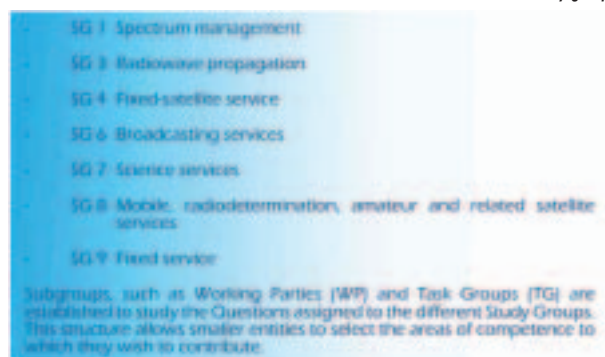 - SG 1 Spectrum management
- SG 3 Radiowave propagation
- SG 4 Fixed-satellite service
- SG 6 Broadcasting services
- SG 7 Science services
- SG 8 Mobile, radiodetermination, amateur and related satellite
services
- SG 9 Fixed service
Subgroups, such as Working Parties (WP) and Task Groups (TG) are
established to study the Questions assigned to the different Study Groups.
This structure allows smaller entities to select the areas of competence to
which they wish to contribute.